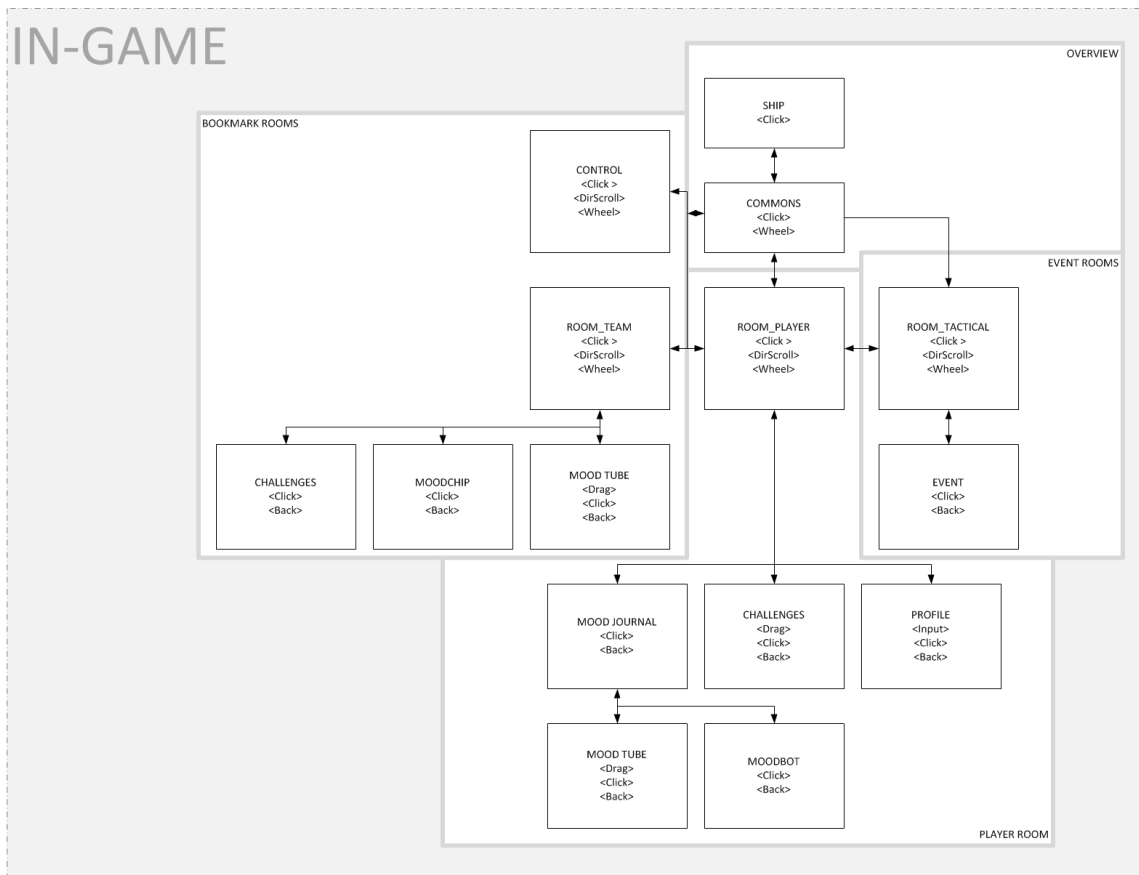 IN-GAME
OVERVIEW
SHIP
<Click>
BOOKMARK ROOMS
CONTROL
<Click >
<DirScroll>
<Wheel>
COMMONS
<Click>
<Wheel>
EVENT ROOMS
ROOM_TEAM
<Click >
<DirScroll>
<Wheel>
ROOM_PLAYER
<Click >
<DirScroll>
<Wheel>
ROOM_TACTICAL
<Click >
<DirScroll>
<Wheel>
CHALLENGES
<Click>
<Back>
MOODCHIP
<Click>
<Back>
MOOD TUBE
<Drag>
<Click>
<Back>
EVENT
<Click>
<Back>
MOOD JOURNAL
<Click>
<Back>
CHALLENGES
<Drag>
<Click>
<Back>
PROFILE
<Input>
<Click>
<Back>
MOOD TUBE
<Drag>
<Click>
<Back>
MOODBOT
<Click>
<Back>
PLAYER ROOM